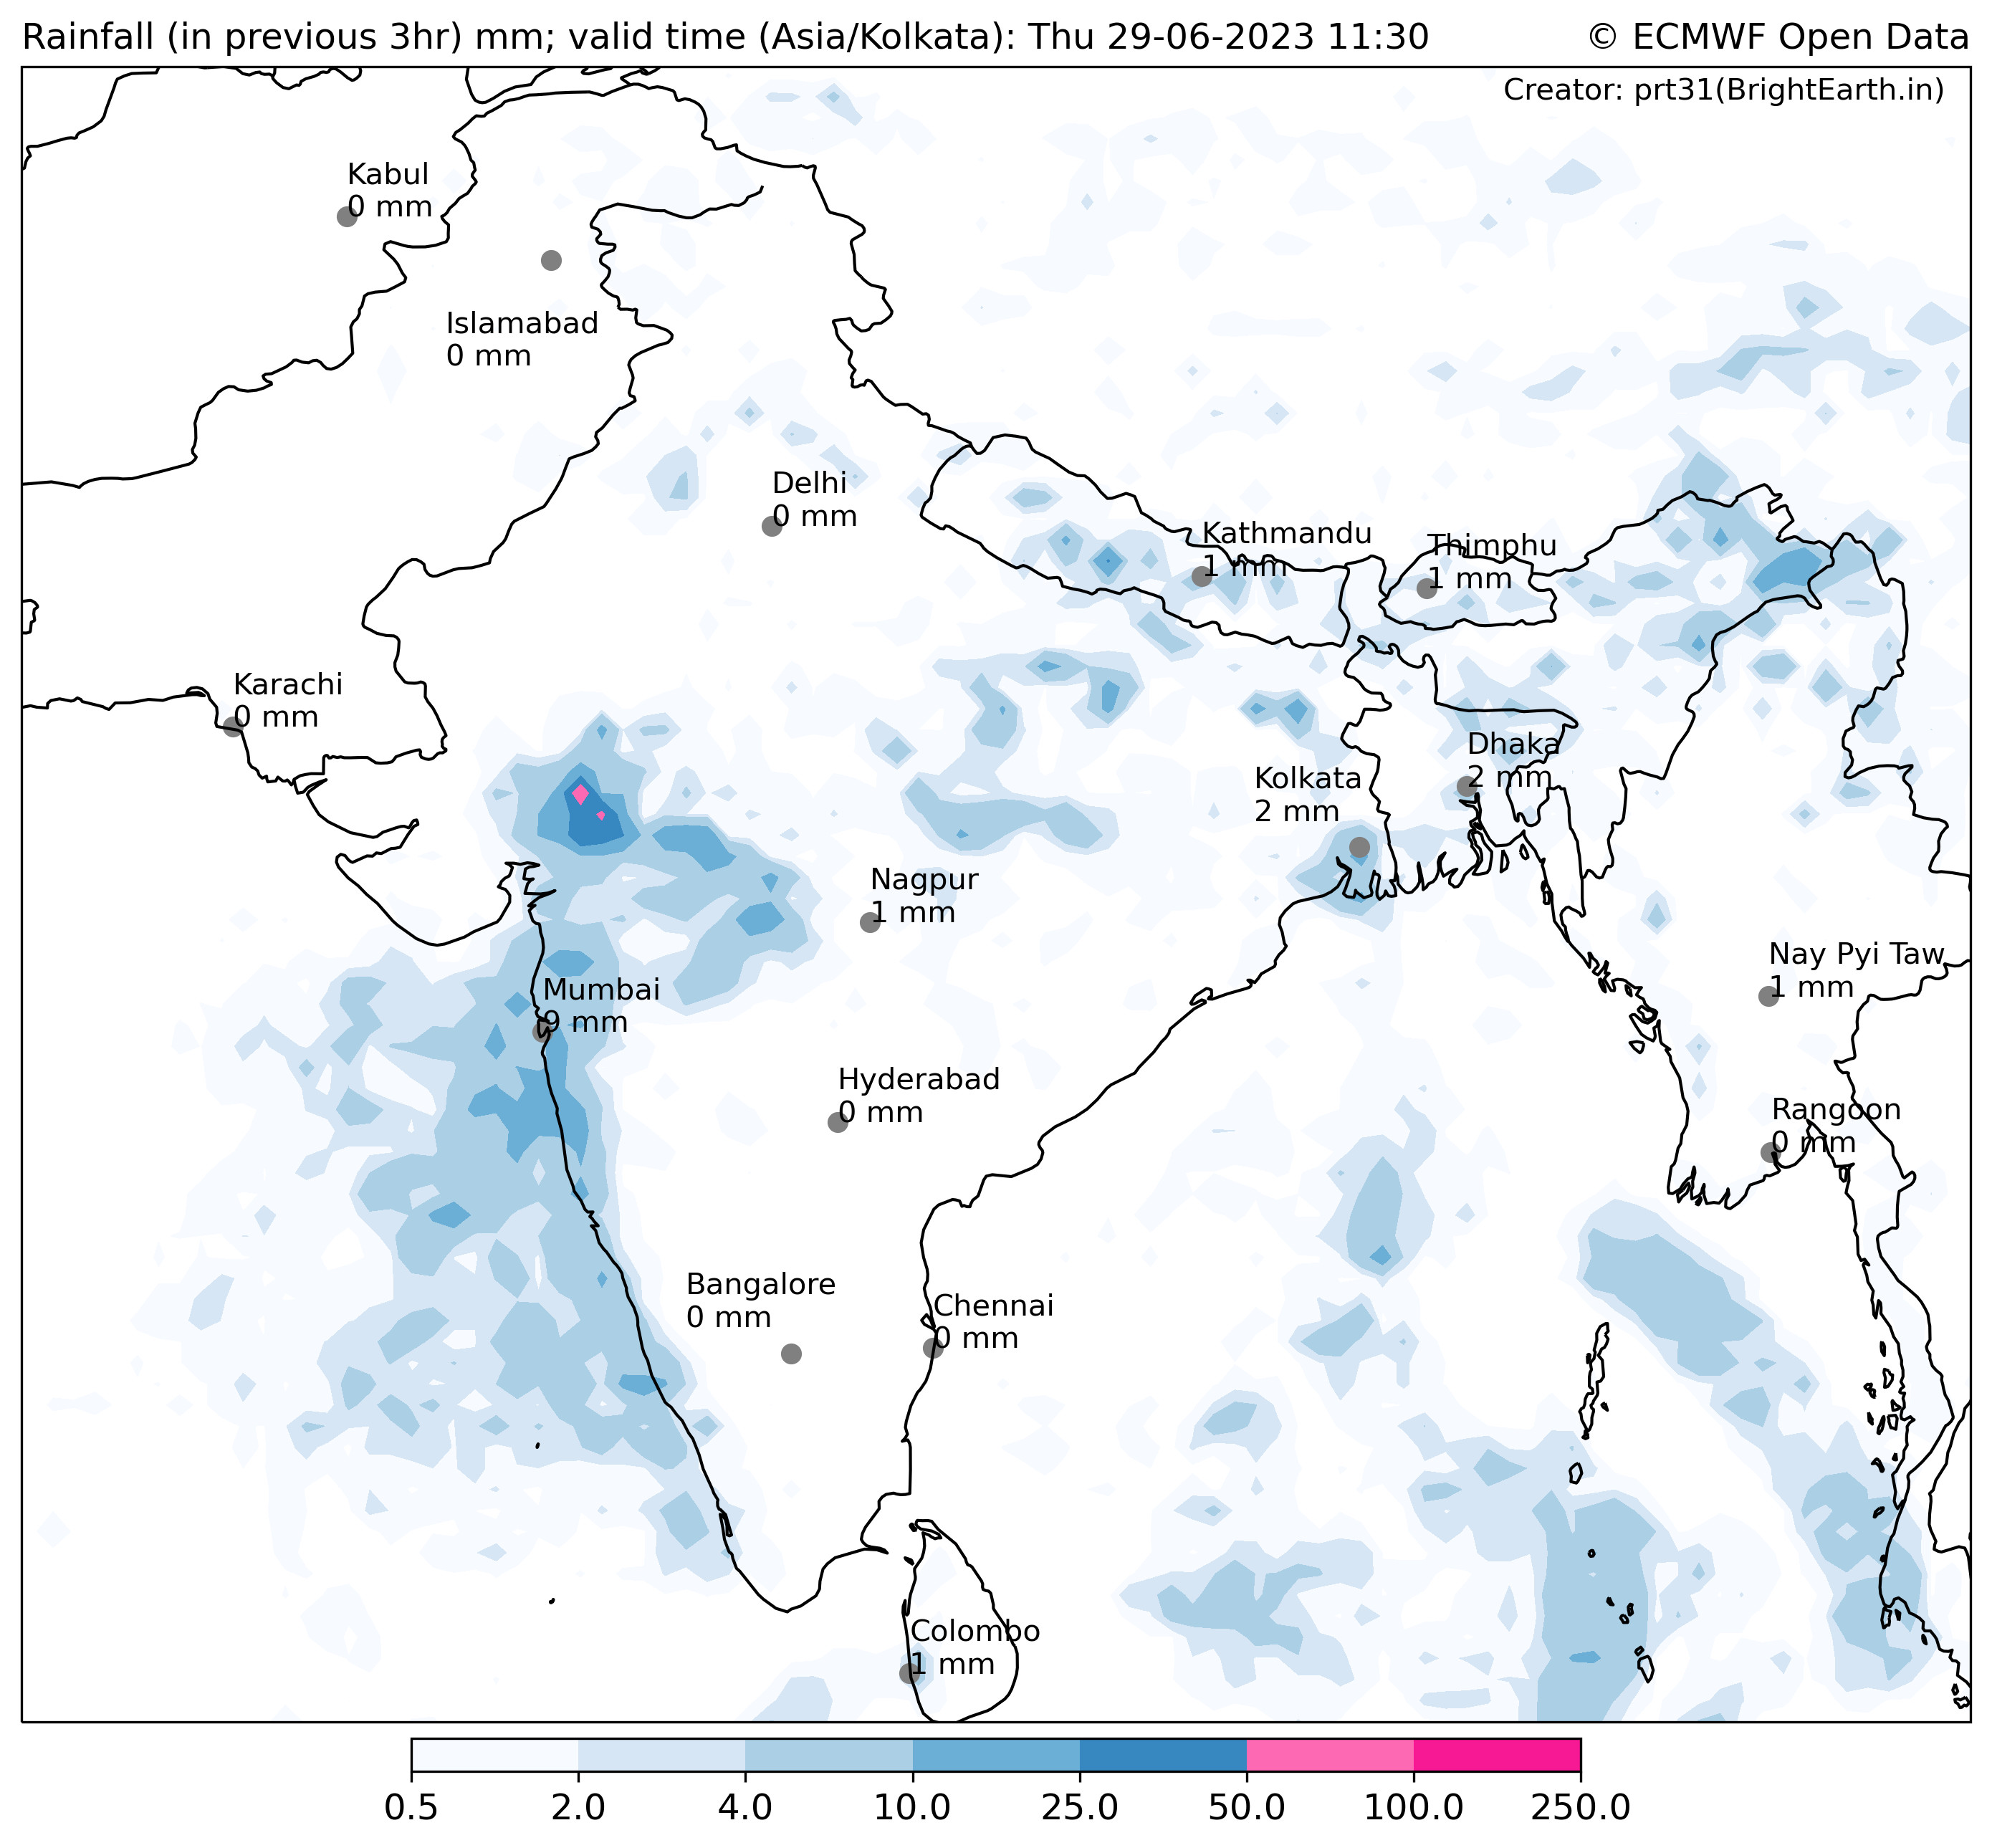 Rainfall (in previous 3hr) mm; valid time (Asia/Kolkata): Thu 29-06-2023 11:30
© ECMWF Open Data
Creator: prt31(BrightEarth.in)
Kabul
0 mm
Islamabad
0 mm
Delhi
0 mm
Kathmandu
1 mm
Thimphu
1 mm
Karachi
0 mm
Dhaka
2 mm
Kolkata
2 mm
Nagpur
1 mm
Nay Pyi Taw
1 mm
Mumbai
9 mm
Hyderabad
0 mm
Rangoon
0 mm
Bangalore
0 mm
Chennai
0 mm
Colombo
1 mm
0.5 2.0 4.0 10.0 25.0 50.0 100.0 250.0